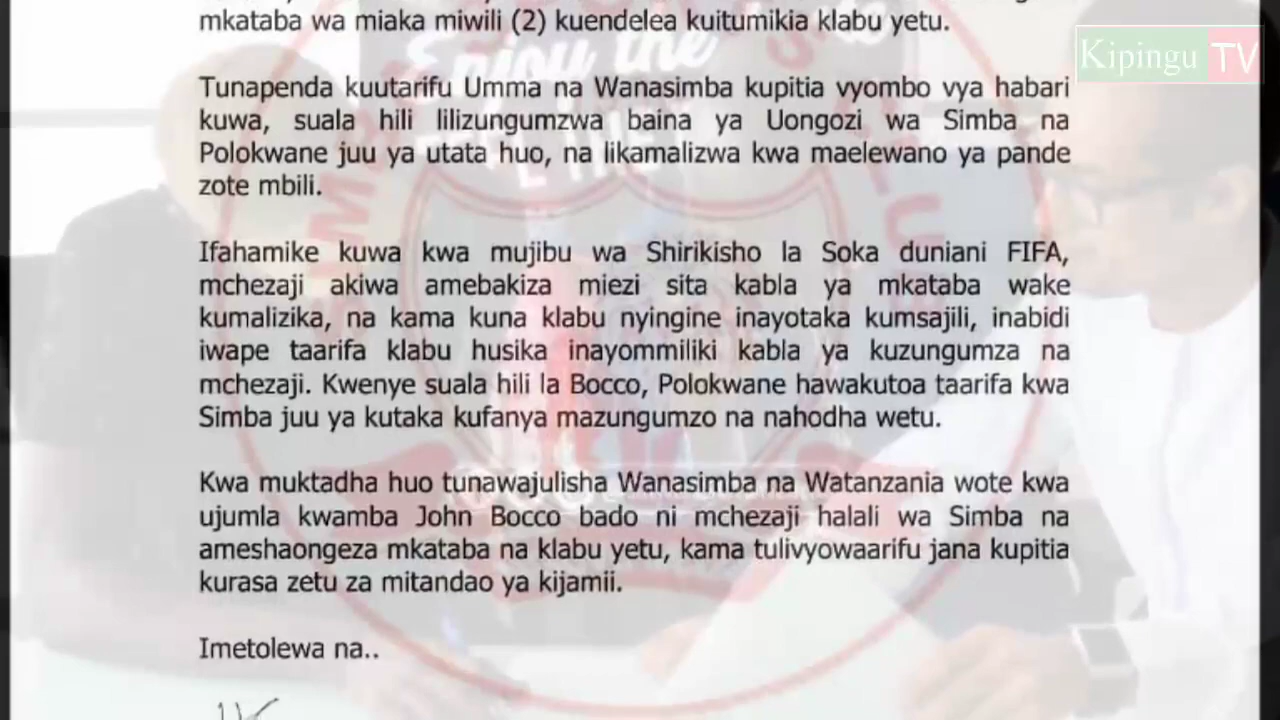 mkataba wa miaka miwili (2) kuendelea kuitumikia klabu yetu.
Kipingu TV
Tunapenda kuutarifu Umma na Wanasimba kupitia vyombo vya habari
kuwa, suala hili lilizungumzwa baina ya Uongozi wa Simba na
Polokwane juu ya utata huo, na likamalizwa kwa maelewano ya pande
zote mbili.
Ifahamike kuwa kwa mujibu wa Shirikisho la Soka duniani FIFA,
mchezaji akiwa amebakiza miezi sita kabla ya mkataba wake
kumalizika, na kama kuna klabu nyingine inayotaka kumsajili, inabidi
iwape taarifa klabu husika inayommiliki kabla ya kuzungumza na
mchezaji. Kwenye suala hili la Bocco, Polokwane hawakutoa taarifa kwa
Simba juu ya kutaka kufanya mazungumzo na nahodha wetu.
Kwa muktadha huo tunawajulisha Wanasimba na Watanzania wote kwa
ujumla kwamba John Bocco bado ni mchezaji halali wa Simba na
ameshaongeza mkataba na klabu yetu, kama tulivyowaarifu jana kupitia
kurasa zetu za mitandao ya kijamii.
Imetolewa na..
Enjoy the